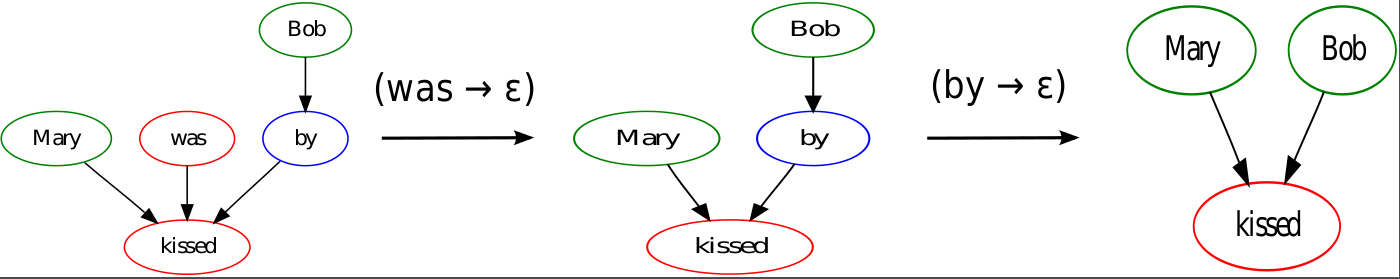 Bob
Mary was by
kissed
(was → ε)
Bob
Mary by
kissed
(by → ε)
Mary Bob
kissed